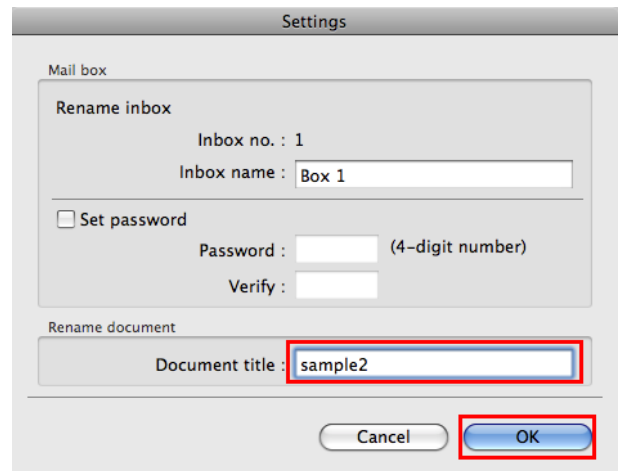 Settings
Mail box
Rename inbox
Inbox no. : 1
Inbox name : Box 1
Set password
Password : (4-digit number)
Verify :
Rename document
Document title : sample2
Cancel OK